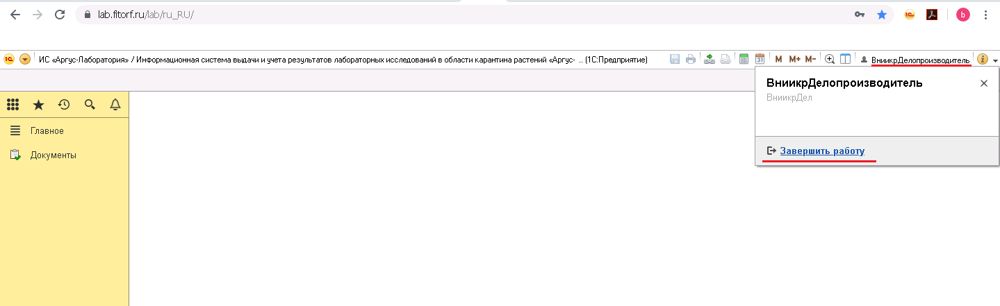 lab.fitorf.ru/lab/ru_RU/
b
1С
ИС «Аргус-Лаборатория» / Информационная система выдачи и учета результатов лабораторных исследований в области карантина растений «Аргус- .. (1С:Предприятие)
31
M M+ M-
ВниикрДелопроизводитель
ВниикрДелопроизводитель
ВниикрДел
Завершить работу
Главное
Документы